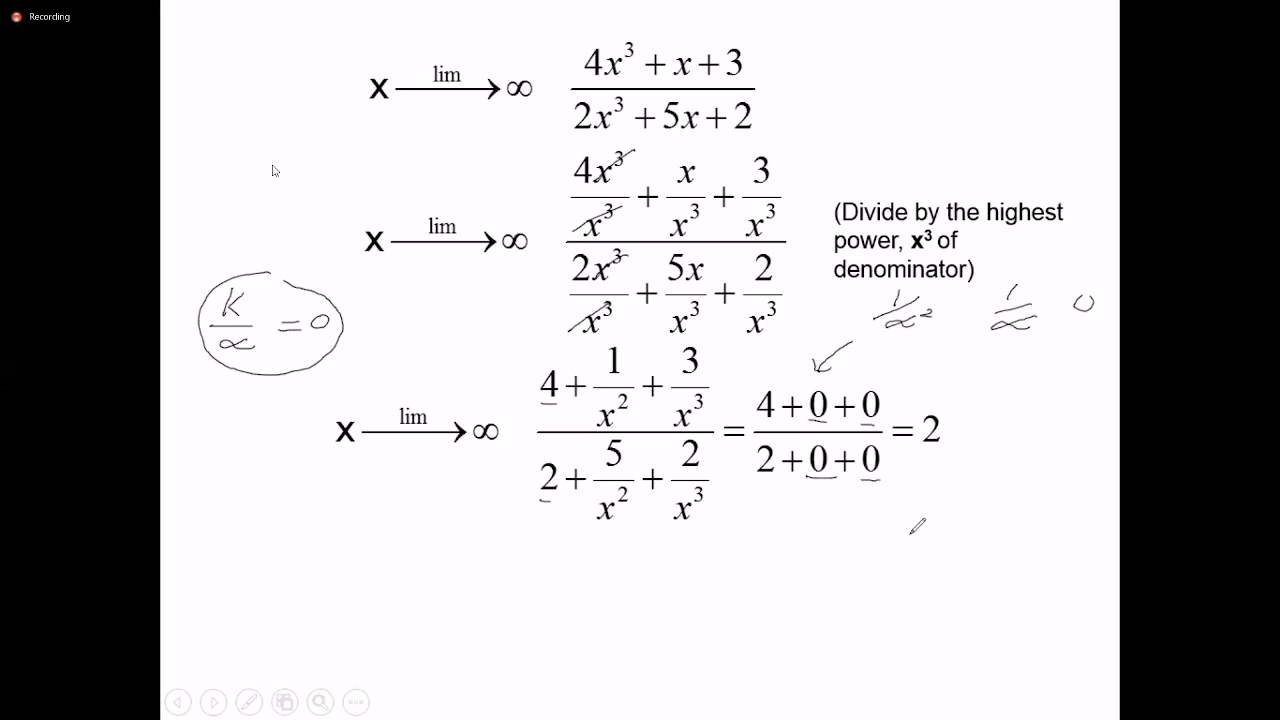 Recording
x lim→ ∞ (4x³ + x + 3)/(2x³ + 5x + 2)
x lim→ ∞ (4x³/x³ + x/x³ + 3/x³)/(2x³/x³ + 5x/x³ + 2/x³)
(Divide by the highest
power, x³ of
denominator)
K/∝ = 0
1/∝² 1/∝ 0
x lim→ ∞ (4 + 1/x² + 3/x³)/(2 + 5/x² + 2/x³) = (4 + 0 + 0)/(2 + 0 + 0) = 2